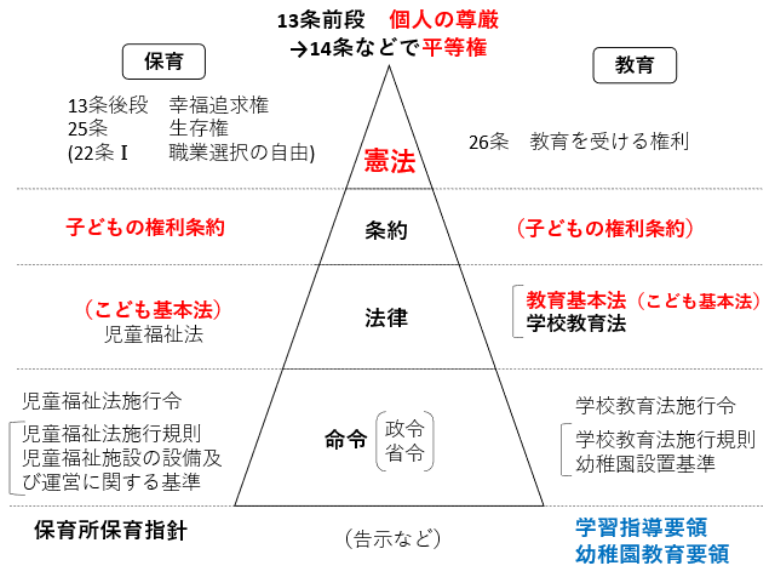 13条前段　個人の尊厳
→14条などで平等権
保育
教育
13条後段　幸福追求権
25条　　　生存権
(22条Ⅰ　　職業選択の自由)
26条　教育を受ける権利
憲法
子どもの権利条約
条約
（子どもの権利条約）
（こども基本法）
児童福祉法
法律
教育基本法（こども基本法）
学校教育法
児童福祉法施行令
児童福祉法施行規則
児童福祉施設の設備及
び運営に関する基準
命令
政令
省令
学校教育法施行令
学校教育法施行規則
幼稚園設置基準
保育所保育指針
（告示など）
学習指導要領
幼稚園教育要領